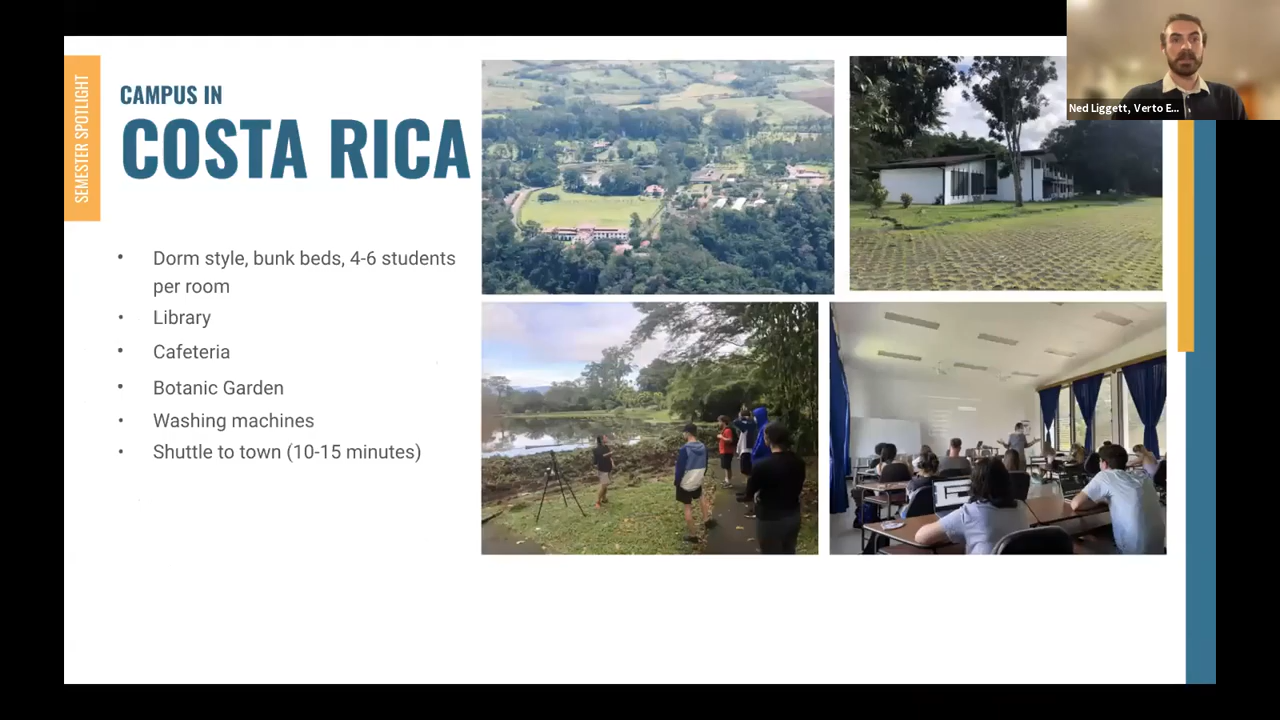 SEMESTER SPOTLIGHT
CAMPUS IN
COSTA RICA
• Dorm style, bunk beds, 4-6 students
per room
• Library
• Cafeteria
• Botanic Garden
• Washing machines
• Shuttle to town (10-15 minutes)
Ned Liggett, Verto E...